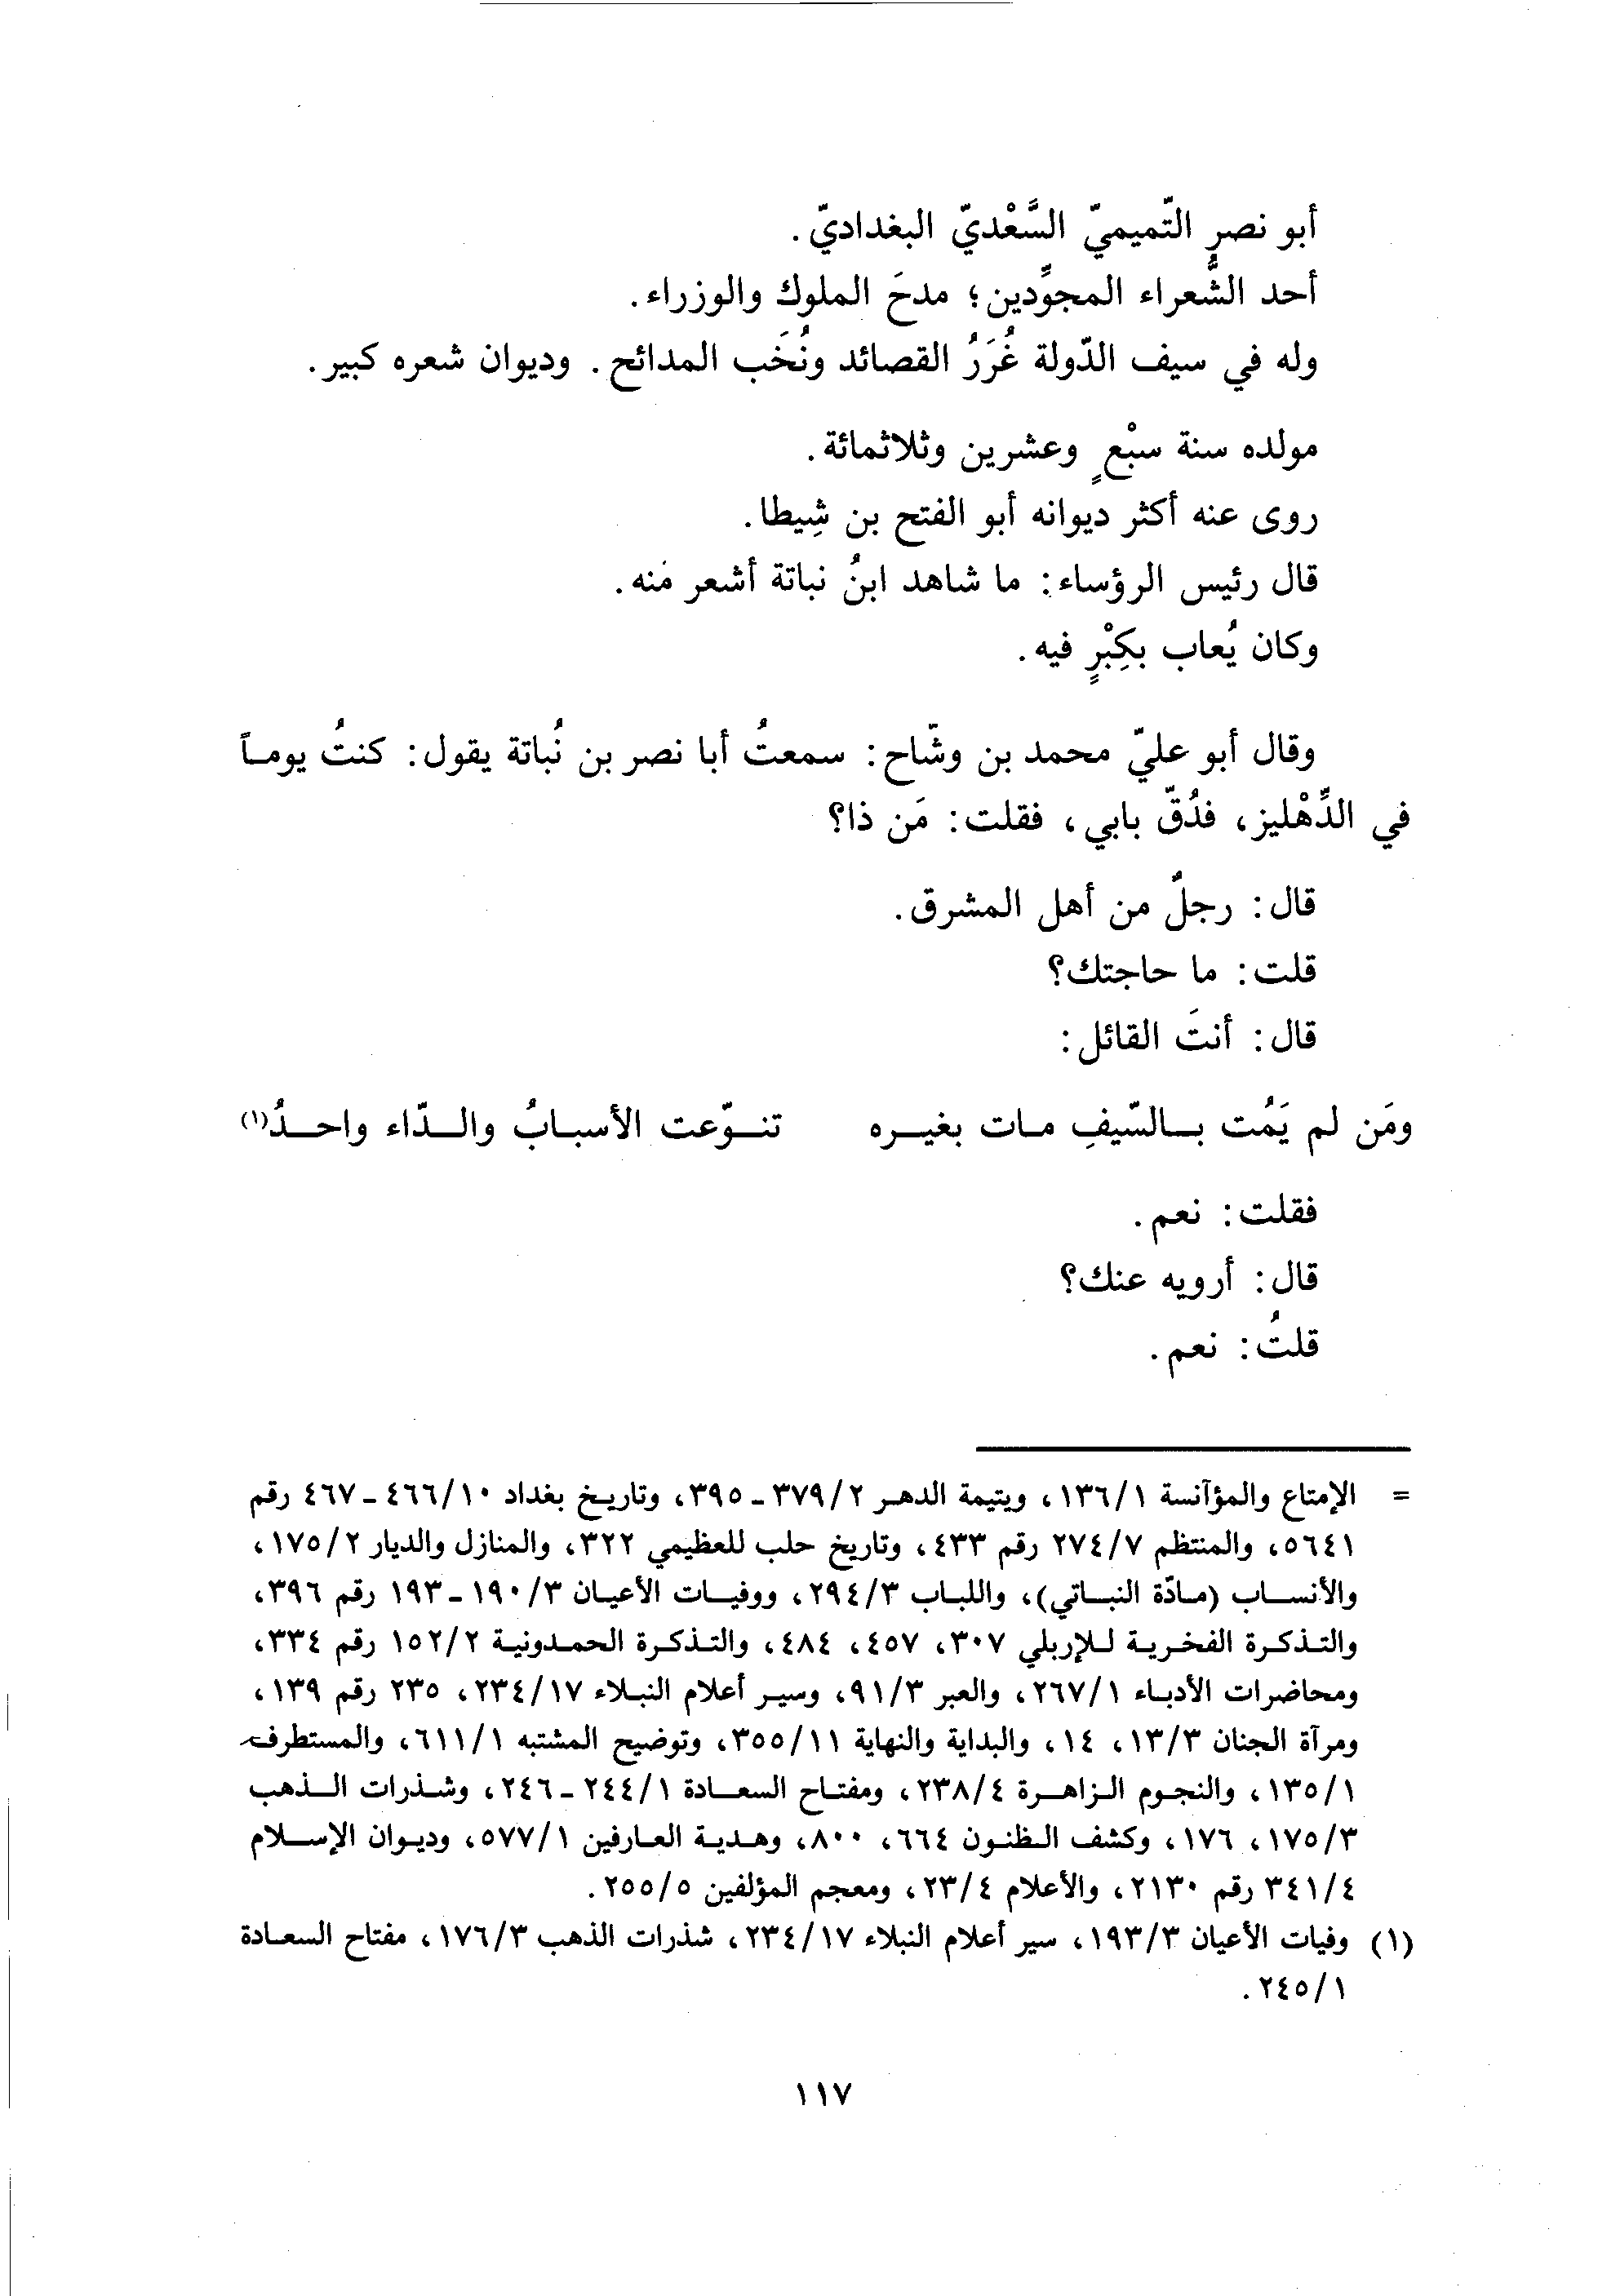 أبو نصرٍ التّميميّ السَّعْديّ البغداديّ.
أحد الشُّعراء المجوِّدين؛ مدحَ الملوك والوزراء.
وله في سيف الدّولة غُرَرُ القصائد ونُخَب المدائح. وديوان شعره كبير.
مولده سنة سبْعٍ وعشرين وثلاثمائة.
روى عنه أكثر ديوانه أبو الفتح بن شِيطا.
قال رئيس الرؤساء: ما شاهد ابنُ نباتة أشعر مَنه.
وكان يُعاب بكِبْرٍ فيه.
وقال أبو عليّ محمد بن وشّاح: سمعتُ أبا نصر بن نُباتة يقول: كنتُ يوماً
في الدِّهْليز، فدُقّ بابي، فقلت: مَن ذا؟
قال: رجلٌ من أهل المشرق.
قلت: ما حاجتك؟
قال: أنتَ القائل:
ومَن لم يَمُت بالسّيفِ مات بغيره تنوّعت الأسبابُ والدّاء واحدُ(١)
فقلت: نعم.
قال: أرويه عنك؟
قلتُ: نعم.
= الإمتاع والمؤآنسة ١٣٦/١، ويتيمة الدهر ٣٧٩/٢ - ٣٩٥، وتاريخ بغداد ٤٦٦/١٠ - ٤٦٧ رقم
٥٦٤١، والمنتظم ٢٧٤/٧ رقم ٤٣٣، وتاريخ حلب للعظيمي ٣٢٢، والمنازل والديار ١٧٥/٢،
والأنساب (مادّة النباتي)، واللباب ٢٩٤/٣، ووفيات الأعيان ١٩٠/٣ - ١٩٣ رقم ٣٩٦،
والتذكرة الفخرية للإربلي ٣٠٧، ٤٥٧، ٤٨٤، والتذكرة الحمدونية ١٥٢/٢ رقم ٣٣٤،
ومحاضرات الأدباء ٢٦٧/١، والعبر ٩١/٣، وسير أعلام النبلاء ٢٣٤/١٧، ٢٣٥ رقم ١٣٩،
ومرآة الجنان ١٣/٣، ١٤، والبداية والنهاية ٣٥٥/١١، وتوضيح المشتبه ٦١١/١، والمستطرف
١٣٥/١، والنجوم الزاهرة ٢٣٨/٤، ومفتاح السعادة ٢٤٤/١ - ٢٤٦، وشذرات الذهب
١٧٥/٣، ١٧٦، وكشف الظنون ٦٦٤، ٨٠٠، وهدية العارفين ٥٧٧/١، وديوان الإسلام
٣٤١/٤ رقم ٢١٣٠، والأعلام ٢٣/٤، ومعجم المؤلفين ٢٥٥/٥.
(١) وفيات الأعيان ١٩٣/٣، سير أعلام النبلاء ٢٣٤/١٧، شذرات الذهب ١٧٦/٣، مفتاح السعادة
٢٤٥/١.
١١٧